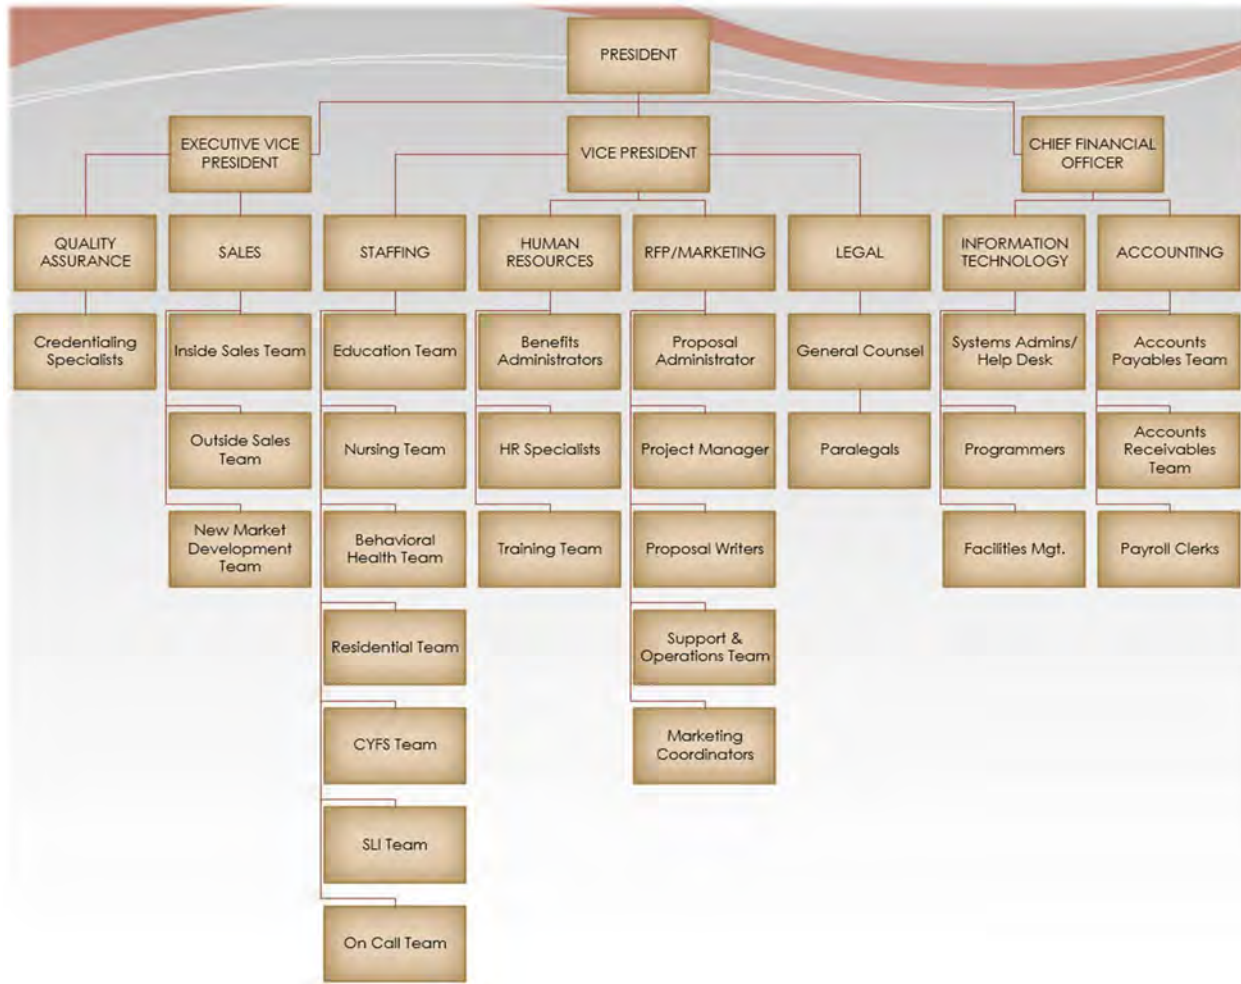 PRESIDENT
EXECUTIVE VICE
PRESIDENT
VICE PRESIDENT
CHIEF FINANCIAL
OFFICER
QUALITY
ASSURANCE
SALES
STAFFING
HUMAN
RESOURCES
RFP/MARKETING
LEGAL
INFORMATION
TECHNOLOGY
ACCOUNTING
Credentialing
Specialists
Inside Sales Team
Education Team
Benefits
Administrators
Proposal
Administrator
General Counsel
Systems Admins/
Help Desk
Accounts
Payables Team
Outside Sales
Team
Nursing Team
HR Specialists
Project Manager
Paralegals
Programmers
Accounts
Receivables
Team
New Market
Development
Team
Behavioral
Health Team
Training Team
Proposal Writers
Facilities Mgt.
Payroll Clerks
Residential Team
Support &
Operations Team
CYFS Team
Marketing
Coordinators
SLI Team
On Call Team